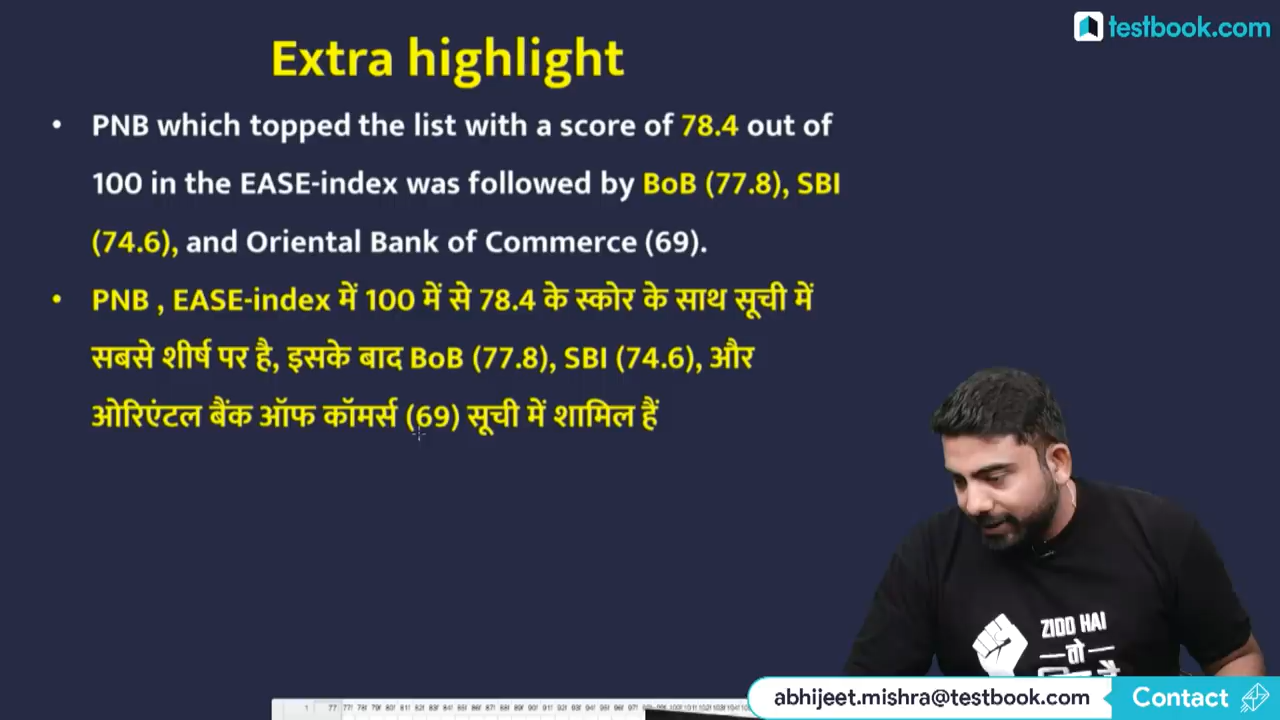 testbook.com
Extra highlight
• PNB which topped the list with a score of 78.4 out of
100 in the EASE-index was followed by BoB (77.8), SBI
(74.6), and Oriental Bank of Commerce (69).
• PNB , EASE-index में 100 में से 78.4 के स्कोर के साथ सूची में
सबसे शीर्ष पर है, इसके बाद BoB (77.8), SBI (74.6), और
ओरिएंटल बैंक ऑफ कॉमर्स (69) सूची में शामिल हैं
ZIDD HAI
तो
abhijeet.mishra@testbook.com Contact